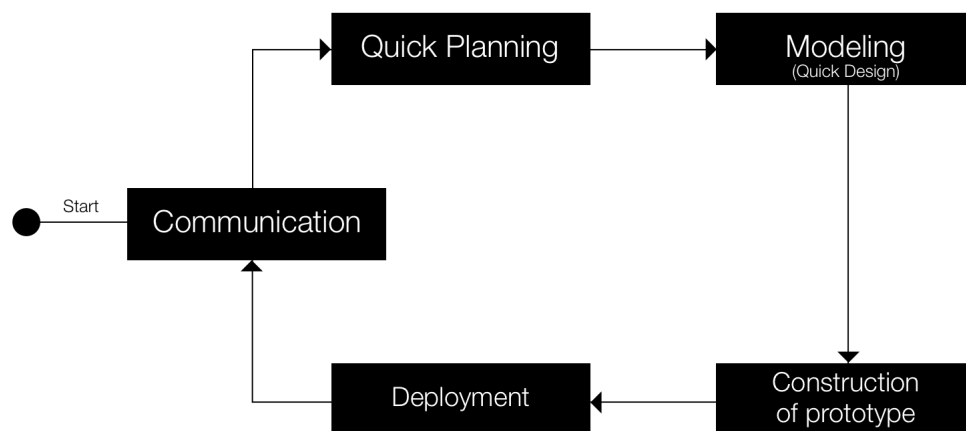 Start
Communication
Quick Planning
Modeling
(Quick Design)
Construction
of prototype
Deployment